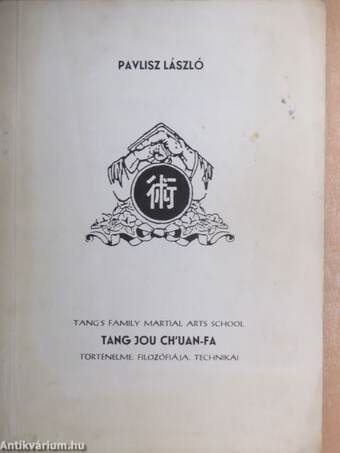 PAVLISZ LÁSZLÓ
術
TANG'S FAMILY MARTIAL ARTS SCHOOL
TANG JOU CH'UAN-FA
TÖRTÉNELME, FILOZÓFIÁJA, TECHNIKÁI
Antikvárium.hu